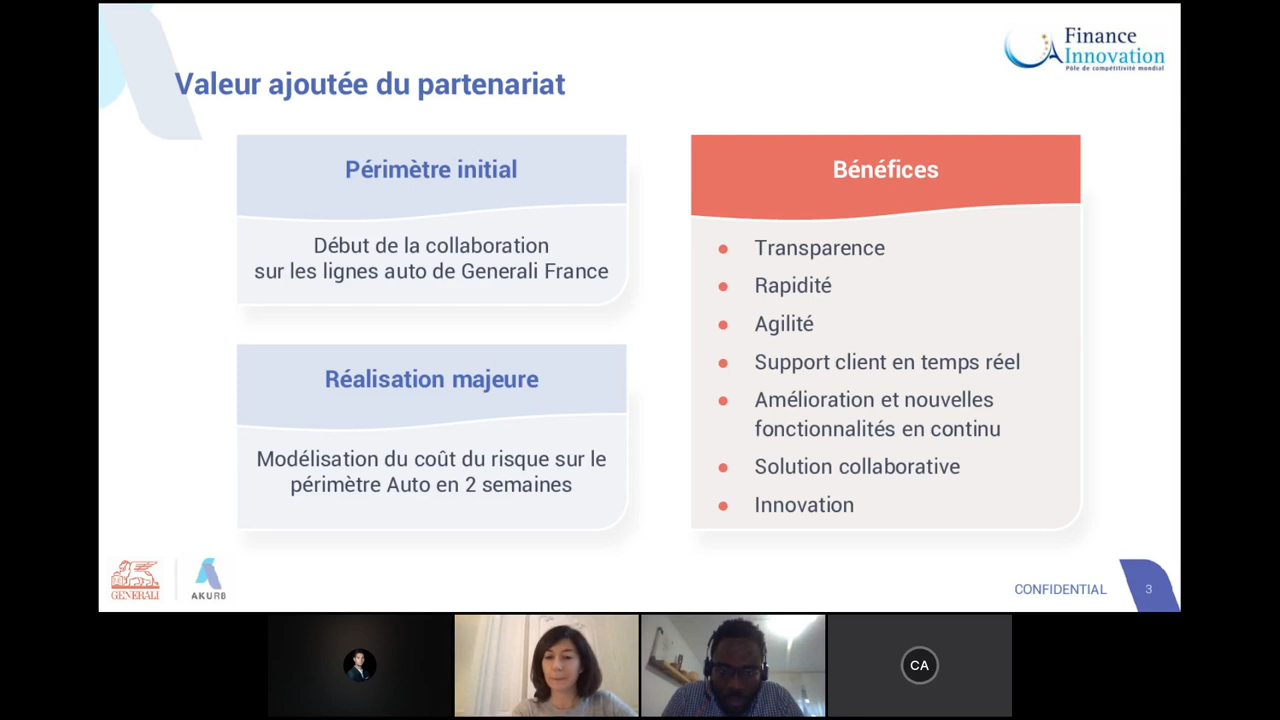 Finance
Innovation
Pôle de compétitivité mondial
Valeur ajoutée du partenariat
Périmètre initial
Début de la collaboration
sur les lignes auto de Generali France
Réalisation majeure
Modélisation du coût du risque sur le
périmètre Auto en 2 semaines
Bénéfices
Transparence
Rapidité
Agilité
Support client en temps réel
Amélioration et nouvelles
fonctionnalités en continu
Solution collaborative
Innovation
GENERALI
AKUR8
CONFIDENTIAL
3
CA